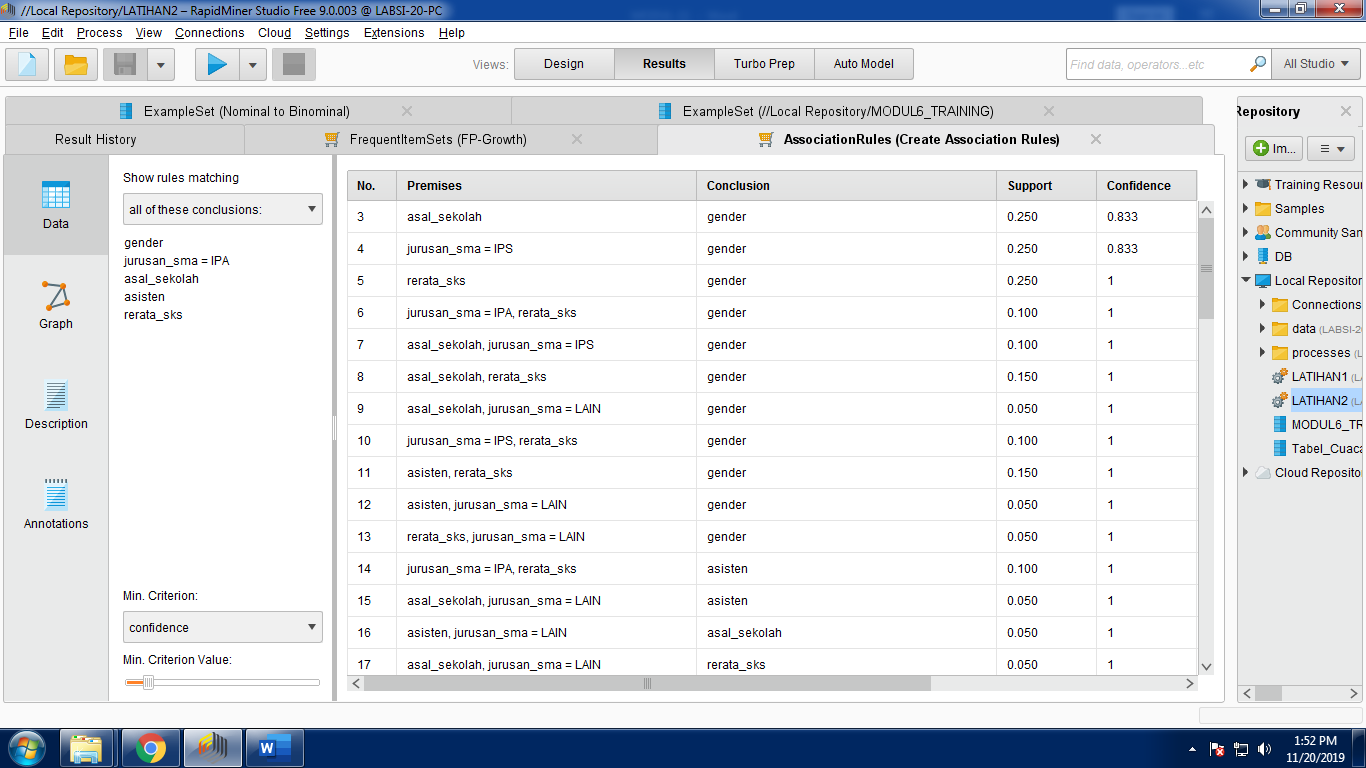 //Local Repository/LATIHAN2 – RapidMiner Studio Free 9.0.003 @ LABSI-20-PC
File Edit Process View Connections Cloud Settings Extensions Help
Views: Design Results Turbo Prep Auto Model Find data, operators...etc All Studio
ExampleSet (Nominal to Binominal) ExampleSet (//Local Repository/MODUL6_TRAINING)
Result History FrequentItemSets (FP-Growth) AssociationRules (Create Association Rules)
Data
Graph
Description
Annotations
Show rules matching
all of these conclusions:
gender
jurusan_sma = IPA
asal_sekolah
asisten
rerata_sks
Min. Criterion:
confidence
Min. Criterion Value:
No. Premises Conclusion Support Confidence
3 asal_sekolah gender 0.250 0.833
4 jurusan_sma = IPS gender 0.250 0.833
5 rerata_sks gender 0.250 1
6 jurusan_sma = IPA, rerata_sks gender 0.100 1
7 asal_sekolah, jurusan_sma = IPS gender 0.100 1
8 asal_sekolah, rerata_sks gender 0.150 1
9 asal_sekolah, jurusan_sma = LAIN gender 0.050 1
10 jurusan_sma = IPS, rerata_sks gender 0.100 1
11 asisten, rerata_sks gender 0.150 1
12 asisten, jurusan_sma = LAIN gender 0.050 1
13 rerata_sks, jurusan_sma = LAIN gender 0.050 1
14 jurusan_sma = IPA, rerata_sks asisten 0.100 1
15 asal_sekolah, jurusan_sma = LAIN asisten 0.050 1
16 asisten, jurusan_sma = LAIN asal_sekolah 0.050 1
17 asal_sekolah, jurusan_sma = LAIN rerata_sks 0.050 1
Repository
Im...
Training Resou
Samples
Community Sam
DB
Local Repositor
Connections
data (LABSI-2
processes (L
LATIHAN1 (LA
LATIHAN2 (LA
MODUL6_TR
Tabel_Cuaca
Cloud Reposito
1:52 PM
11/20/2019